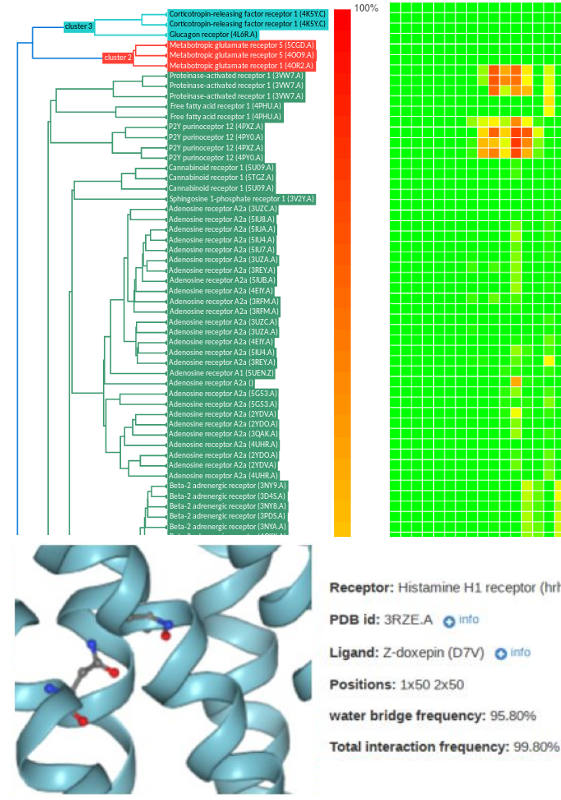 100%
cluster 3
Corticotropin-releasing factor receptor 1 (4K5Y.C)
Corticotropin-releasing factor receptor 1 (4K5Y.C)
Glucagon receptor (4L6R.A)
cluster 2
Metabotropic glutamate receptor 5 (5CGD.A)
Metabotropic glutamate receptor 5 (4OO9.A)
Metabotropic glutamate receptor 1 (4OR2.A)
Proteinase-activated receptor 1 (3VW7.A)
Proteinase-activated receptor 1 (3VW7.A)
Proteinase-activated receptor 1 (3VW7.A)
Free fatty acid receptor 1 (4PHU.A)
Free fatty acid receptor 1 (4PHU.A)
P2Y purinoceptor 12 (4PXZ.A)
P2Y purinoceptor 12 (4PY0.A)
P2Y purinoceptor 12 (4PXZ.A)
P2Y purinoceptor 12 (4PY0.A)
Cannabinoid receptor 1 (5U09.A)
Cannabinoid receptor 1 (5TGZ.A)
Cannabinoid receptor 1 (5U09.A)
Sphingosine 1-phosphate receptor 1 (3V2Y.A)
Adenosine receptor A2a (3UZC.A)
Adenosine receptor A2a (5IU8.A)
Adenosine receptor A2a (5IUA.A)
Adenosine receptor A2a (5IU4.A)
Adenosine receptor A2a (5IU7.A)
Adenosine receptor A2a (3UZA.A)
Adenosine receptor A2a (3REY.A)
Adenosine receptor A2a (5IUB.A)
Adenosine receptor A2a (4EIY.A)
Adenosine receptor A2a (3RFM.A)
Adenosine receptor A2a (3RFM.A)
Adenosine receptor A2a (3UZC.A)
Adenosine receptor A2a (3UZA.A)
Adenosine receptor A2a (4EIY.A)
Adenosine receptor A2a (5IU4.A)
Adenosine receptor A2a (3REY.A)
Adenosine receptor A1 (5UEN.Z)
Adenosine receptor A2a ()
Adenosine receptor A2a (5G53.A)
Adenosine receptor A2a (5G53.A)
Adenosine receptor A2a (2YDV.A)
Adenosine receptor A2a (2YDO.A)
Adenosine receptor A2a (3QAK.A)
Adenosine receptor A2a (4UHR.A)
Adenosine receptor A2a (2YDO.A)
Adenosine receptor A2a (2YDV.A)
Adenosine receptor A2a (4UHR.A)
Beta-2 adrenergic receptor (3NY9.A)
Beta-2 adrenergic receptor (3D4S.A)
Beta-2 adrenergic receptor (3NY8.A)
Beta-2 adrenergic receptor (3PDS.A)
Beta-2 adrenergic receptor (3NYA.A)
Receptor: Histamine H1 receptor (hrh
PDB id: 3RZE.A info
Ligand: Z-doxepin (D7V) info
Positions: 1x50 2x50
water bridge frequency: 95.80%
Total interaction frequency: 99.80%